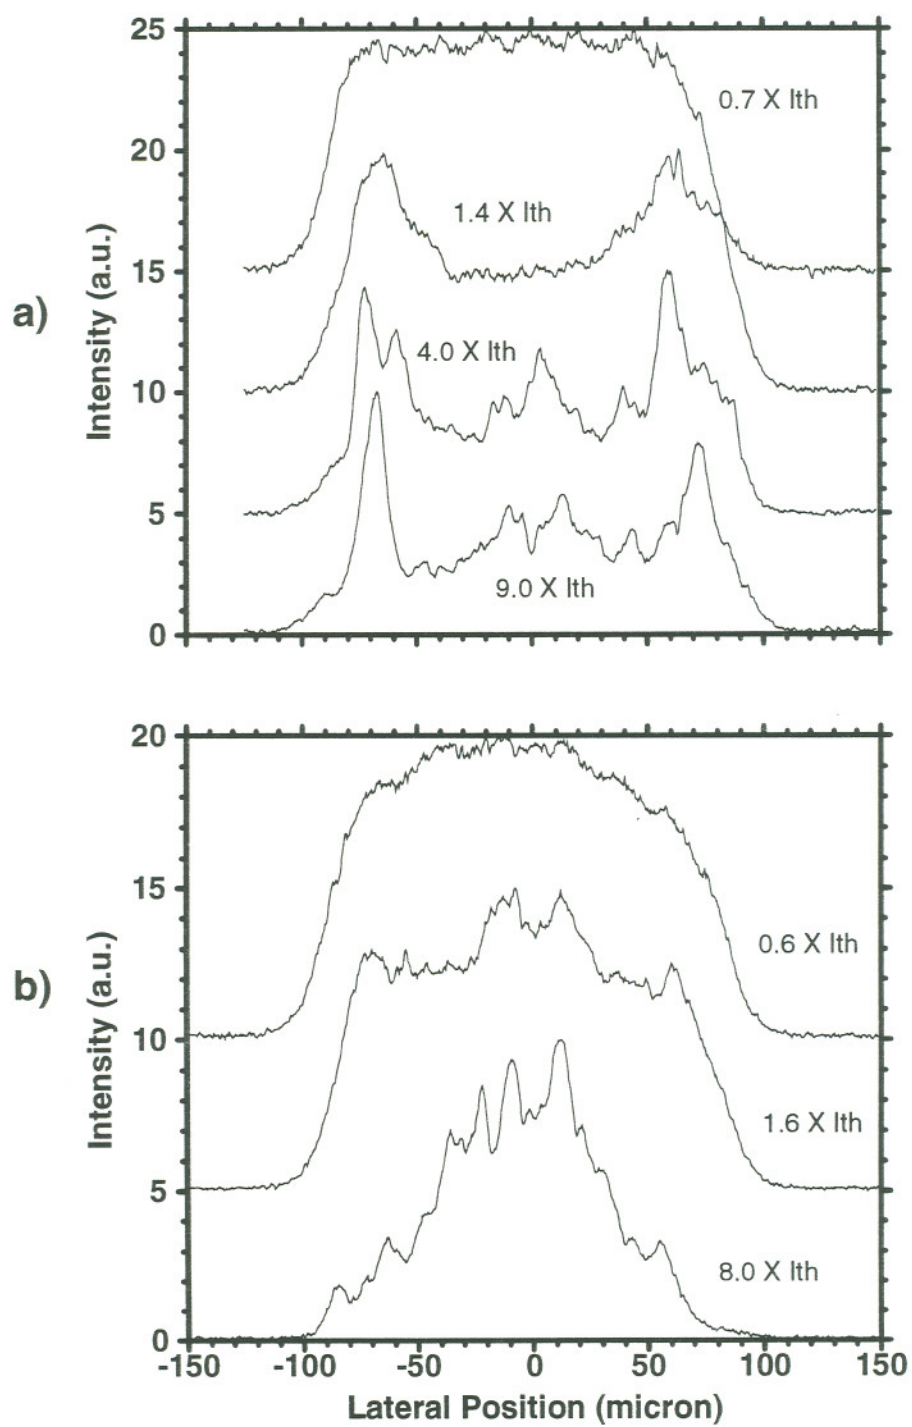 25
0.7 X Ith
20
1.4 X Ith
15
a)
Intensity (a.u.)
4.0 X Ith
10
5
9.0 X Ith
0
20
15
0.6 X Ith
b)
Intensity (a.u.)
10
1.6 X Ith
5
8.0 X Ith
0
-150 -100 -50 0 50 100 150
Lateral Position (micron)